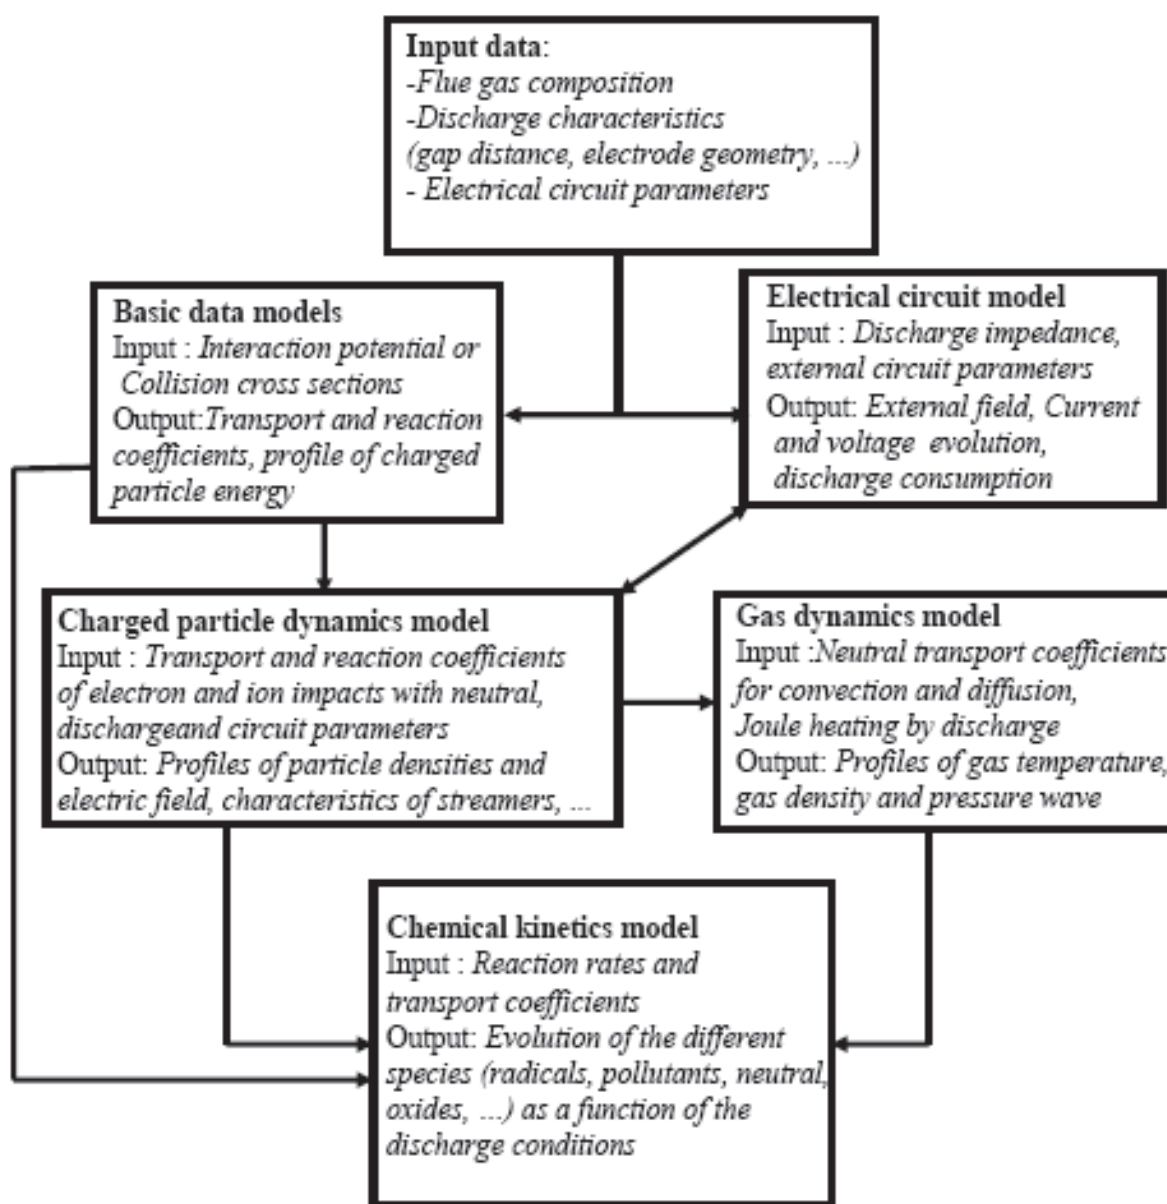 Input data:
-Flue gas composition
-Discharge characteristics
(gap distance, electrode geometry, ...)
- Electrical circuit parameters
Basic data models
Input : Interaction potential or
Collision cross sections
Output:Transport and reaction
coefficients, profile of charged
particle energy
Electrical circuit model
Input : Discharge impedance,
external circuit parameters
Output: External field, Current
and voltage evolution,
discharge consumption
Charged particle dynamics model
Input : Transport and reaction coefficients
of electron and ion impacts with neutral,
dischargeand circuit parameters
Output: Profiles of particle densities and
electric field, characteristics of streamers, ...
Gas dynamics model
Input :Neutral transport coefficients
for convection and diffusion,
Joule heating by discharge
Output: Profiles of gas temperature,
gas density and pressure wave
Chemical kinetics model
Input : Reaction rates and
transport coefficients
Output: Evolution of the different
species (radicals, pollutants, neutral,
oxides, ...) as a function of the
discharge conditions